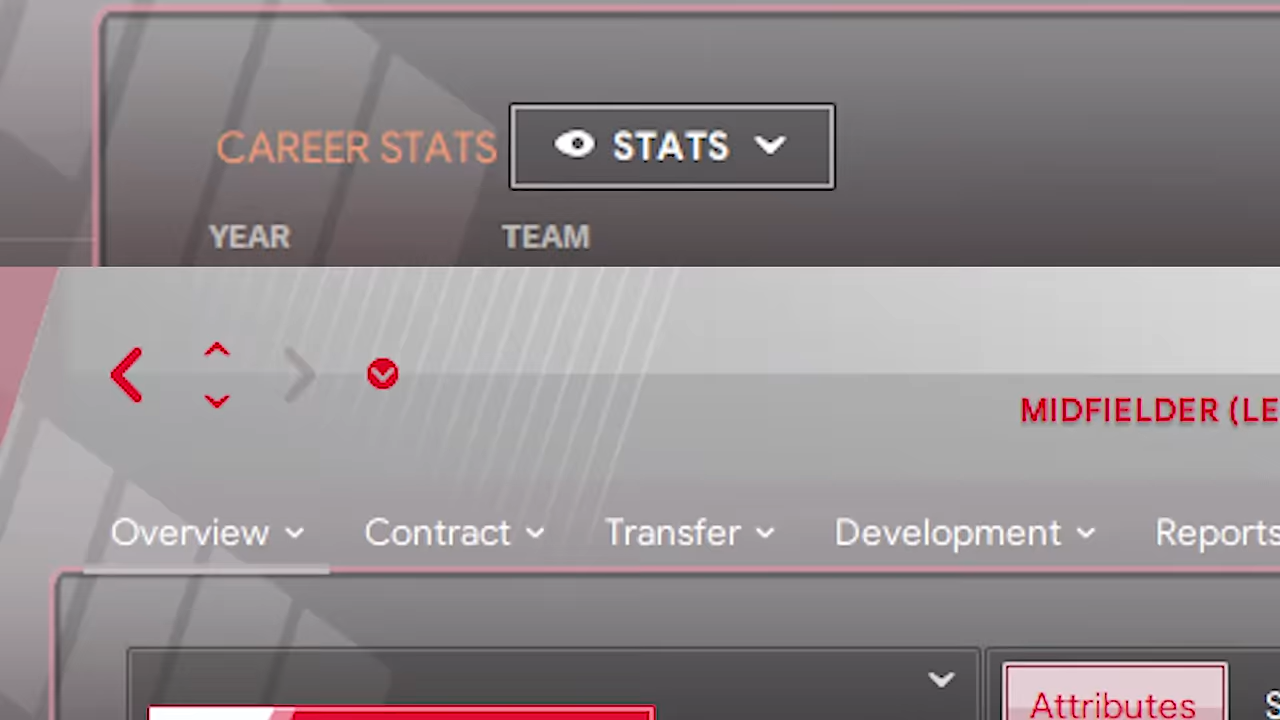 CAREER STATS STATS
YEAR TEAM
MIDFIELDER (LE
Overview Contract Transfer Development Reports
Attributes S